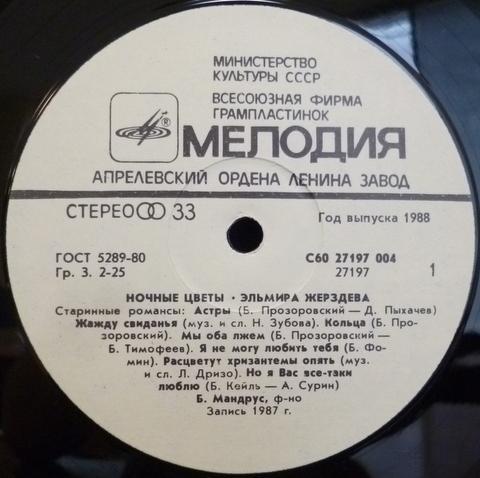 МИНИСТЕРСТВО
КУЛЬТУРЫ СССР
ВСЕСОЮЗНАЯ ФИРМА
ГРАМПЛАСТИНОК
®
МЕЛОДИЯ
АПРЕЛЕВСКИЙ ОРДЕНА ЛЕНИНА ЗАВОД
СТЕРЕО 33
Год выпуска 1988
ГОСТ 5289-80
С60 27197 004
Гр. 3. 2-25
27197
1
НОЧНЫЕ ЦВЕТЫ · ЭЛЬМИРА ЖЕРЗДЕВА
Старинные романсы: Астры (Б. Прозоровский — Д. Пыхачев)
Жажду свиданья (муз. и сл. Н. Зубова). Кольца (Б. Про-
зоровский). Мы оба лжем (Б. Прозоровский —
Б. Тимофеев). Я не могу любить тебя (Б. Фо-
мин). Расцветут хризантемы опять (муз.
и сл. Л. Дризо). Но я Вас все-таки
люблю (Б. Кейль — А. Сурин)
Б. Мандрус, ф-но
Запись 1987 г.